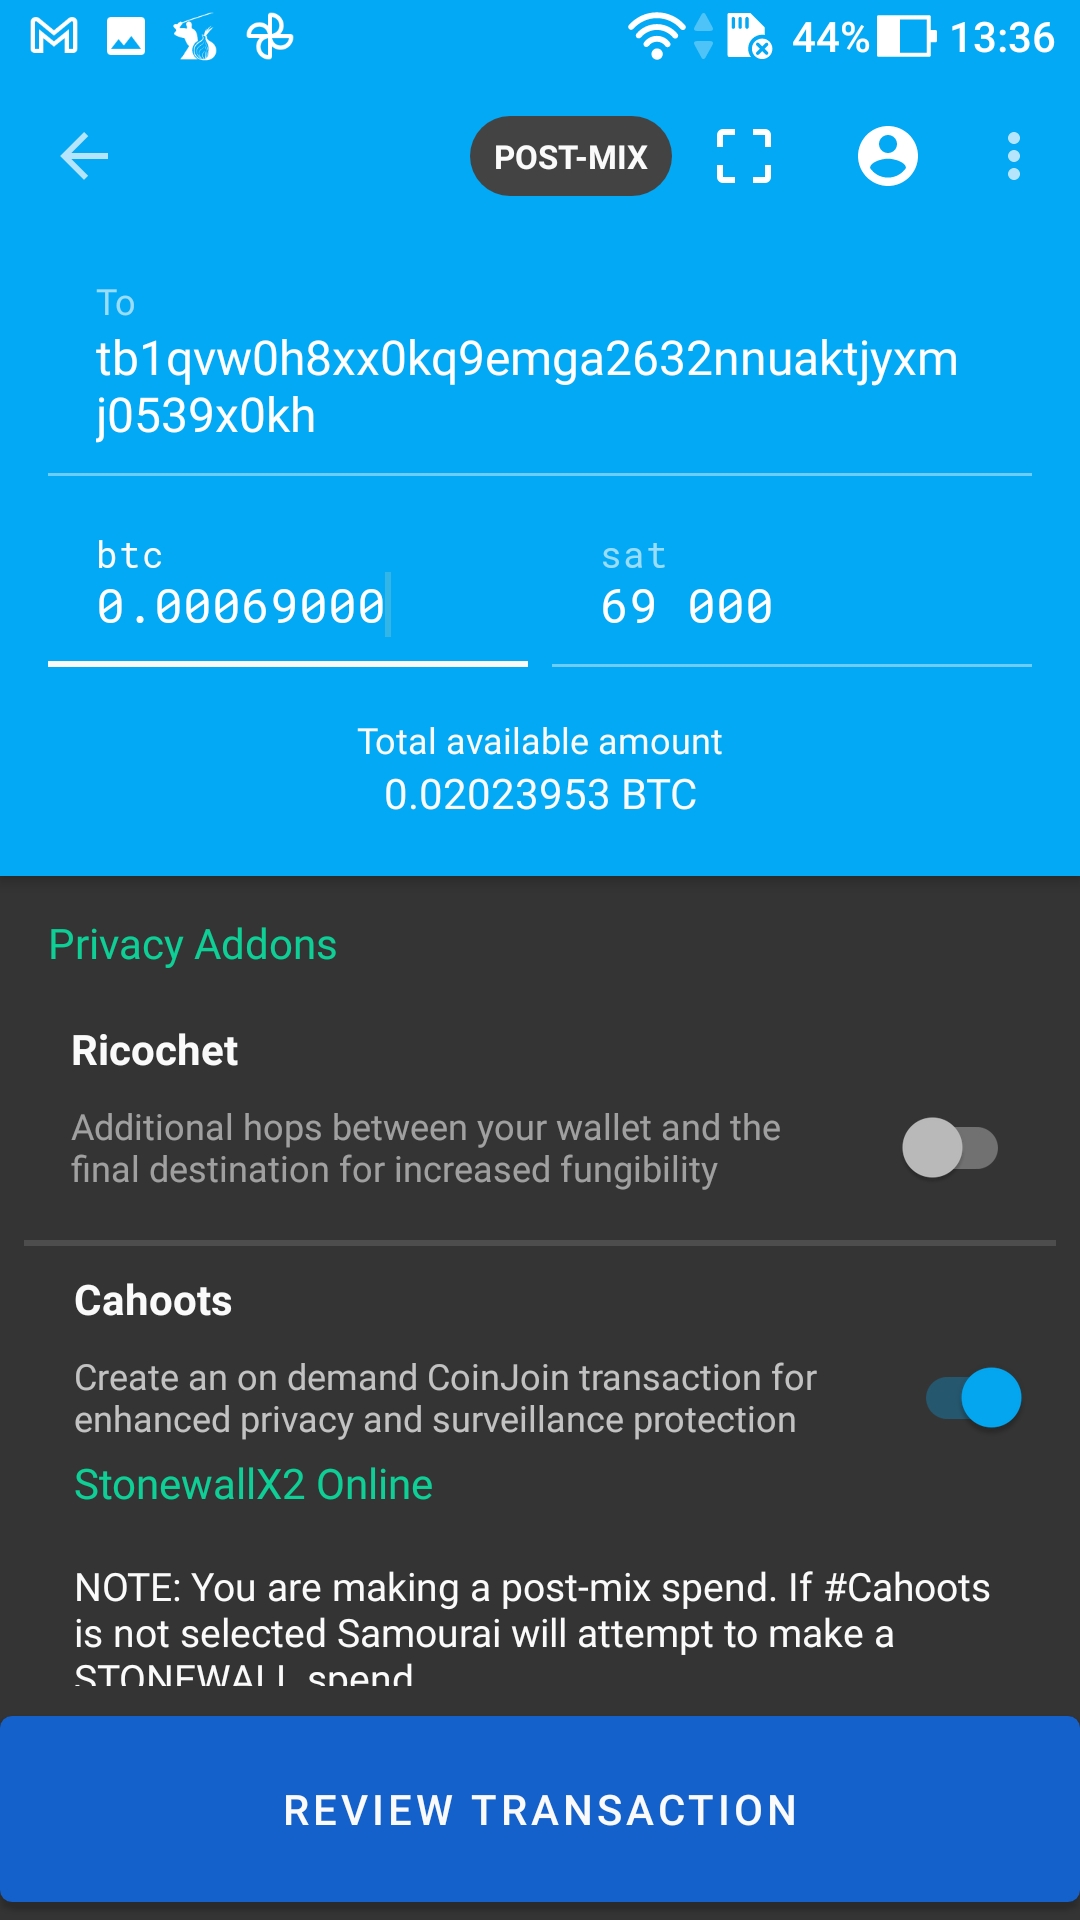 44% 13:36
POST-MIX
To
tb1qvw0h8xx0kq9emga2632nnuaktjyxm
j0539x0kh
btc sat
0.00069000 69 000
Total available amount
0.02023953 BTC
Privacy Addons
Ricochet
Additional hops between your wallet and the
final destination for increased fungibility
Cahoots
Create an on demand CoinJoin transaction for
enhanced privacy and surveillance protection
StonewallX2 Online
NOTE: You are making a post-mix spend. If #Cahoots
is not selected Samourai will attempt to make a
STONEWALL spend
REVIEW TRANSACTION